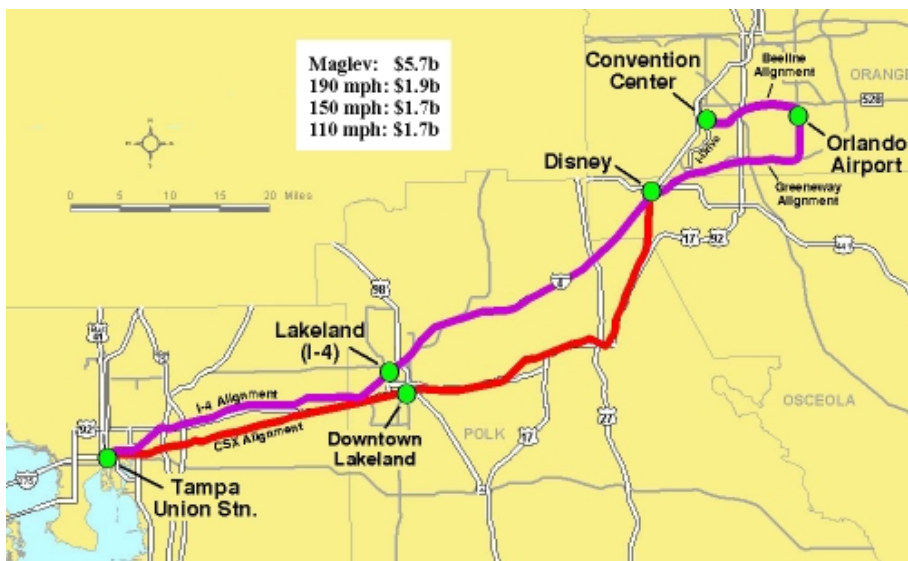 Maglev: $5.7b
190 mph: $1.9b
150 mph: $1.7b
110 mph: $1.7b
Convention
Center
Beeline
Alignment
ORANGE
528
Orlando
Airport
I-Drive
Disney
Greeneway
Alignment
0 10 20 Miles
17
92
441
4
98
41
Lakeland
(I-4)
I-4 Alignment
CSX Alignment
92
Downtown
Lakeland
POLK
17
27
OSCEOLA
275
Tampa
Union Stn.